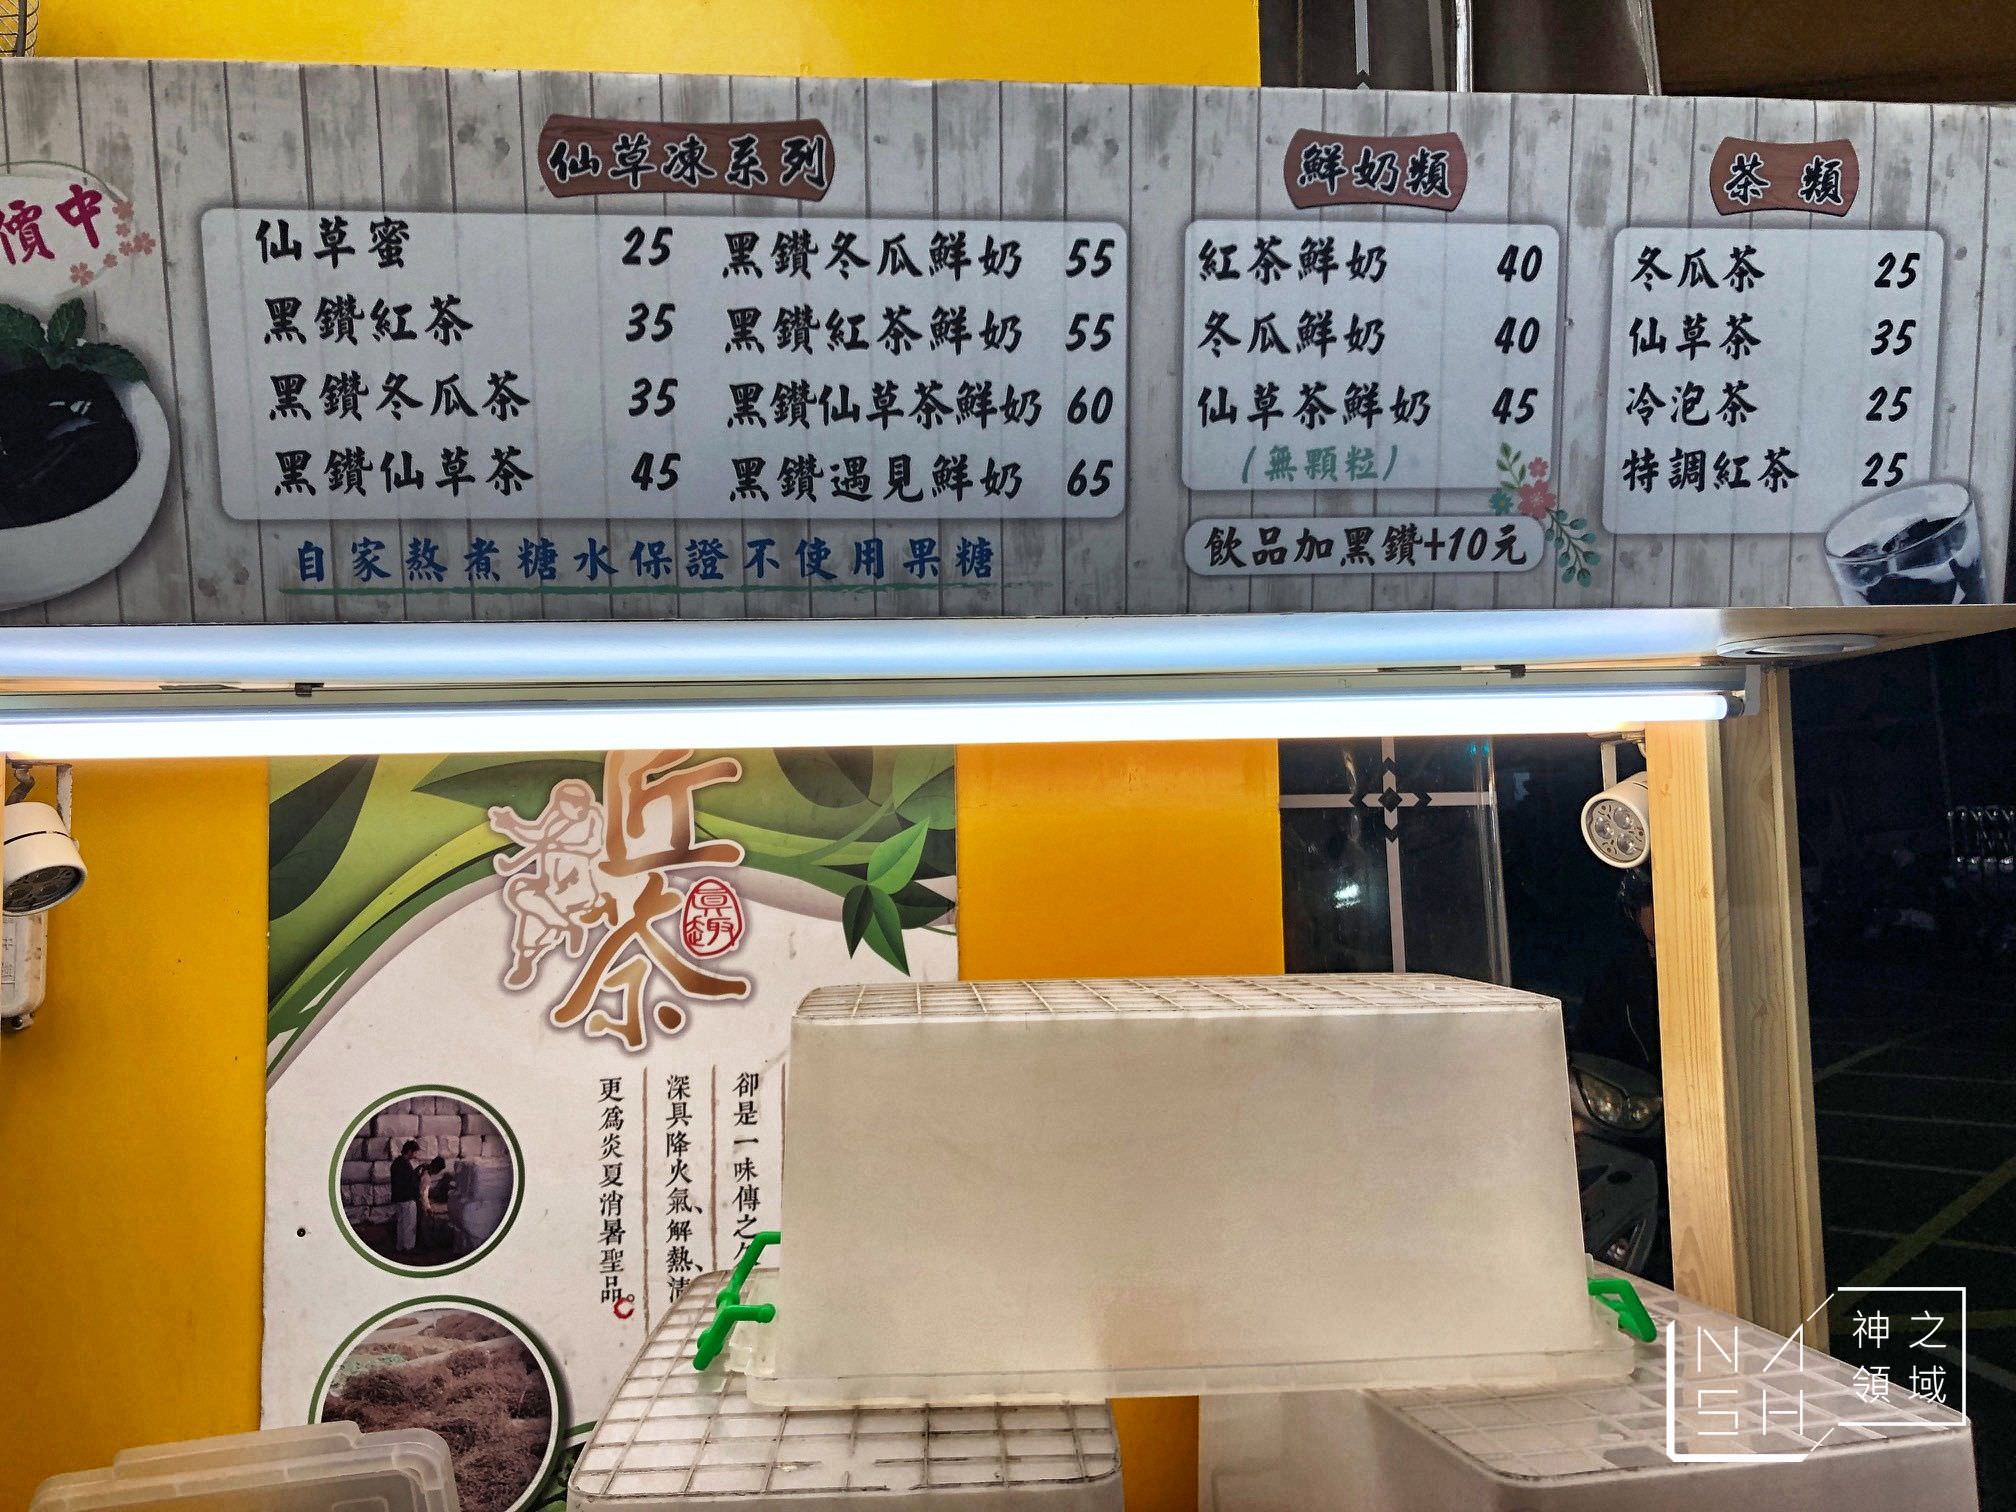 價中
仙草凍系列
仙草蜜 25
黑鑽紅茶 35
黑鑽冬瓜茶 35
黑鑽仙草茶 45
黑鑽冬瓜鮮奶 55
黑鑽紅茶鮮奶 55
黑鑽仙草茶鮮奶 60
黑鑽遇見鮮奶 65
自家熬煮糖水保證不使用果糖
鮮奶類
紅茶鮮奶 40
冬瓜鮮奶 40
仙草茶鮮奶 45
(無顆粒)
飲品加黑鑽+10元
茶類
冬瓜茶 25
仙草茶 35
冷泡茶 25
特調紅茶 25
丘茶
真趣
卻是一味傳之
深具降火氣、解熱、清
更為炎夏消暑聖品。
NASH
神之領域